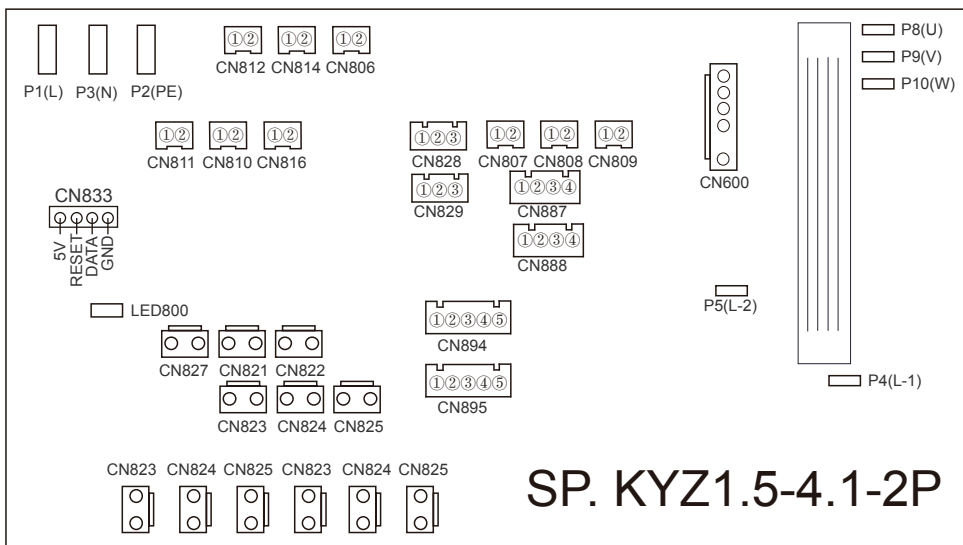 P1(L) P3(N) P2(PE)
①② ①② ①②
CN812 CN814 CN806
P8(U)
P9(V)
P10(W)
①② ①② ①②
CN811 CN810 CN816
①②③ ①② ①② ①②
CN828 CN807 CN808 CN809
①②③ ①②③④
CN829 CN887
①②③④
CN888
CN600
CN833
5V
RESET
DATA
GND
LED800
P5(L-2)
①②③④⑤
CN894
①②③④⑤
CN895
P4(L-1)
CN827 CN821 CN822
CN823 CN824 CN825
CN823 CN824 CN825 CN823 CN824 CN825
SP. KYZ1.5-4.1-2P